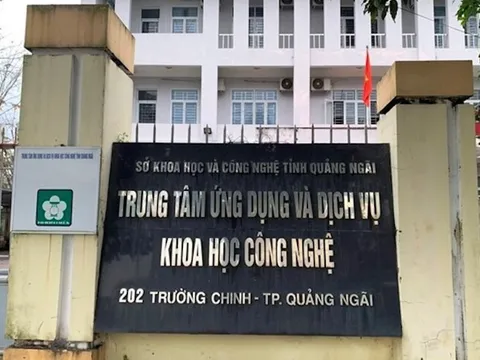 SỞ KHOA HỌC VÀ CÔNG NGHỆ TỈNH QUẢNG NGÃI
TRUNG TÂM ỨNG DỤNG VÀ DỊCH VỤ
KHOA HỌC CÔNG NGHỆ
202 TRƯỜNG CHINH - TP. QUẢNG NGÃI